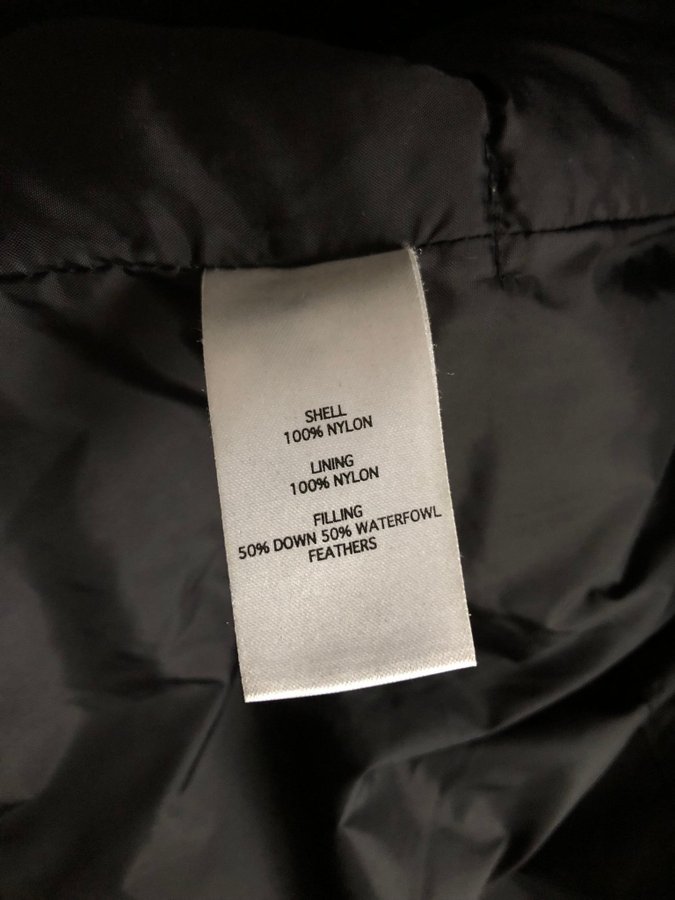 SHELL
100% NYLON
LINING
100% NYLON
FILLING
50% DOWN 50% WATERFOWL
FEATHERS